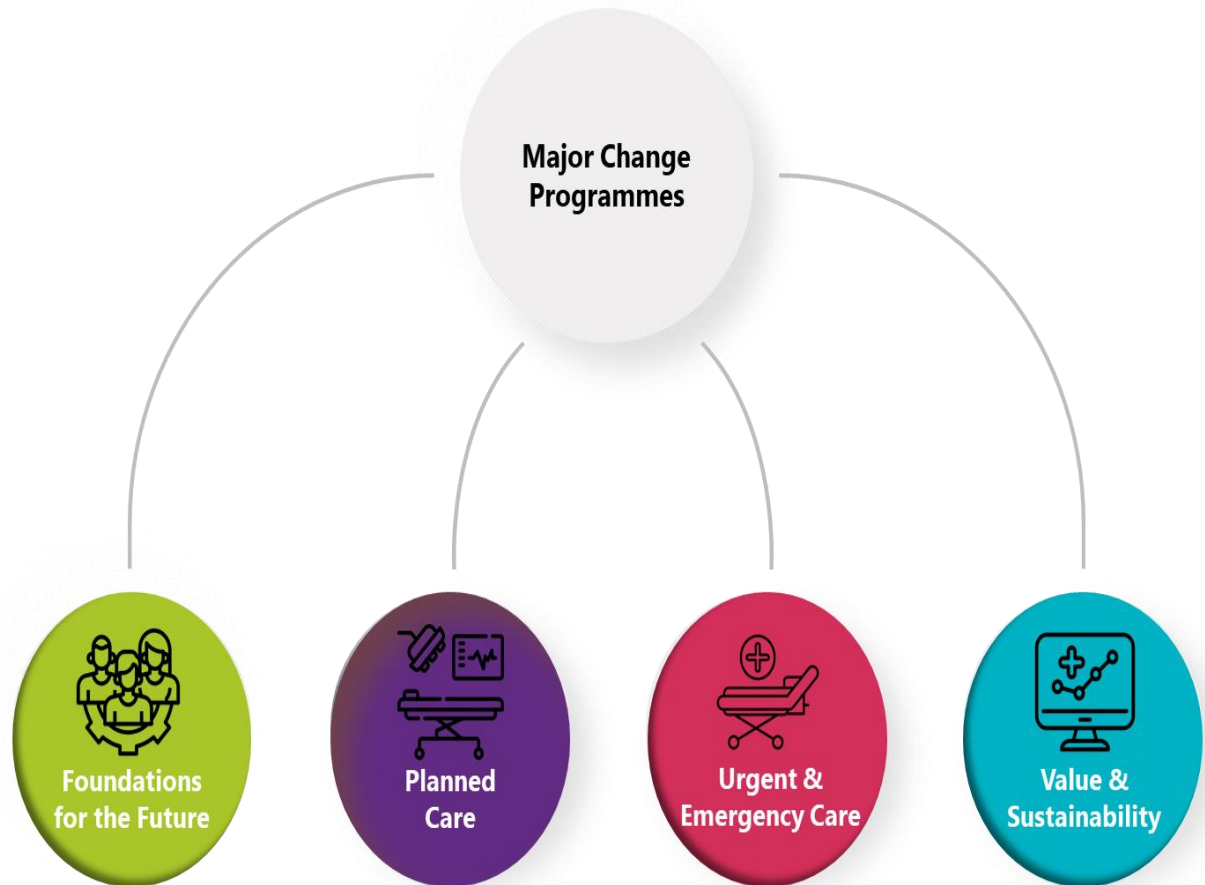 Major Change
Programmes
Foundations
for the Future
Planned
Care
Urgent &
Emergency Care
Value &
Sustainability